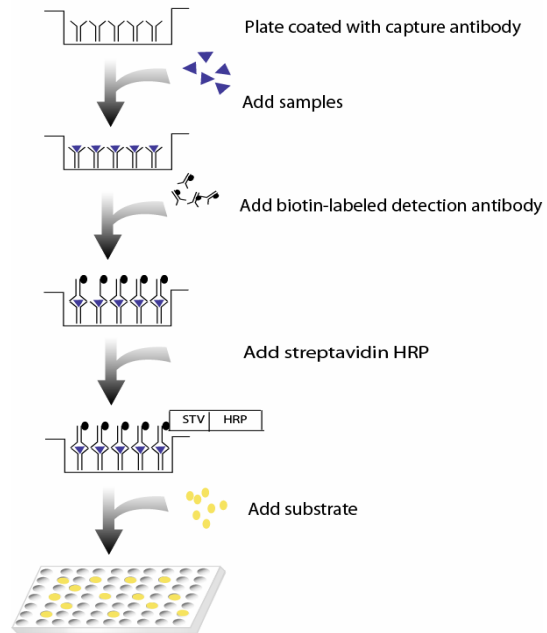 Plate coated with capture antibody
Add samples
Add biotin-labeled detection antibody
Add streptavidin HRP
STV HRP
Add substrate